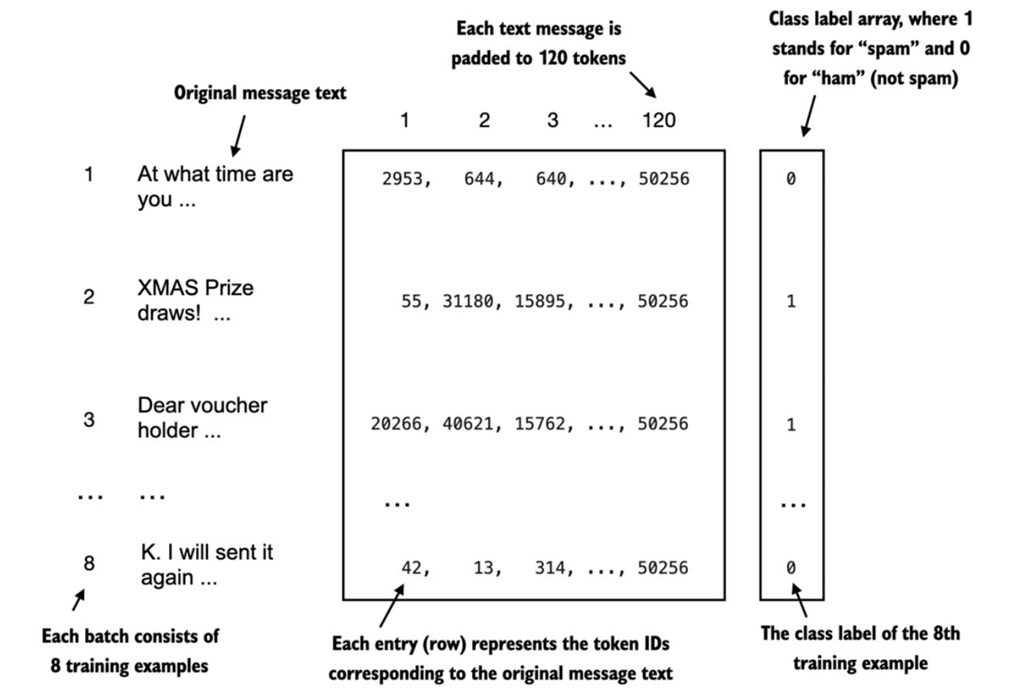 Class label array, where 1
stands for “spam” and 0
for “ham” (not spam)
Each text message is
padded to 120 tokens
Original message text
1 2 3 ... 120
1 At what time are
you ...
2953, 644, 640, ..., 50256 0
2 XMAS Prize
draws! ...
55, 31180, 15895, ..., 50256 1
3 Dear voucher
holder ...
20266, 40621, 15762, ..., 50256 1
... ... ... ...
8 K. I will sent it
again ...
42, 13, 314, ..., 50256 0
Each batch consists of
8 training examples
Each entry (row) represents the token IDs
corresponding to the original message text
The class label of the 8th
training example